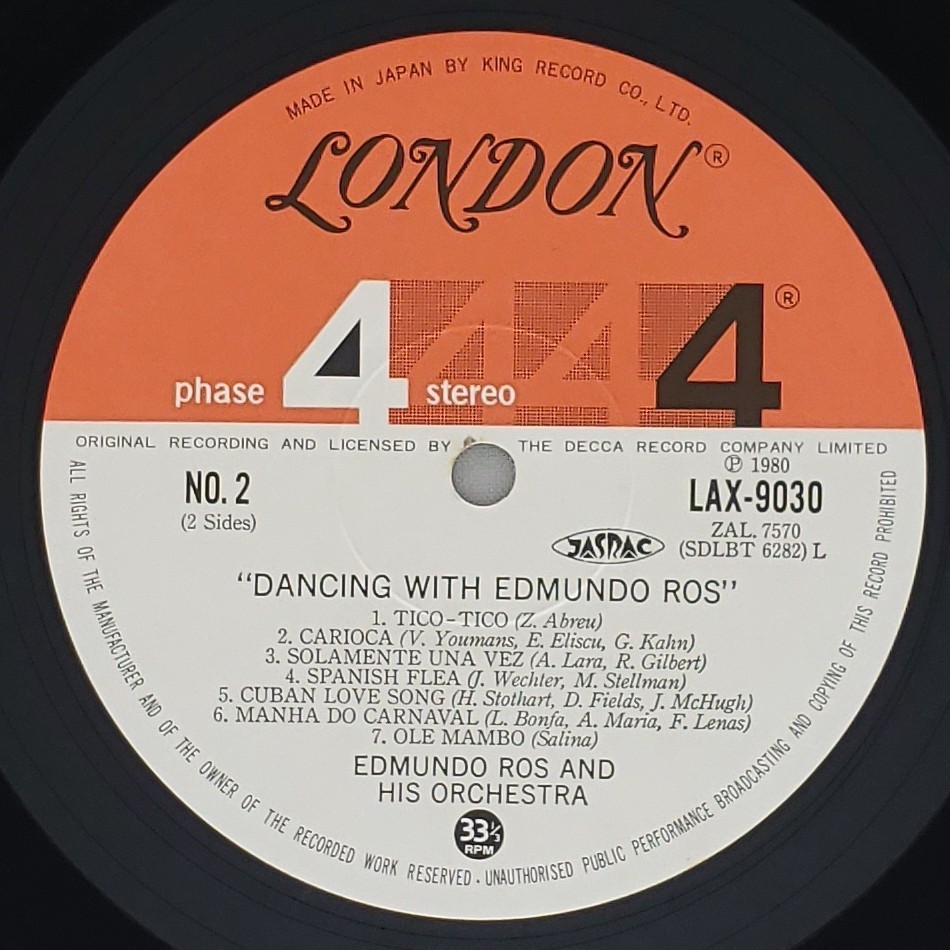 MADE IN JAPAN BY KING RECORD CO., LTD.
LONDON®
phase 4 stereo 4 4 4®
ORIGINAL RECORDING AND LICENSED BY THE DECCA RECORD COMPANY LIMITED
℗ 1980
NO. 2
LAX-9030
(2 Sides)
ZAL. 7570
JASRAC
(SDLBT 6282) L
“DANCING WITH EDMUNDO ROS”
1. TICO-TICO (Z. Abreu)
2. CARIOCA (V. Youmans, E. Eliscu, G. Kahn)
3. SOLAMENTE UNA VEZ (A. Lara, R. Gilbert)
4. SPANISH FLEA (J. Wechter, M. Stellman)
5. CUBAN LOVE SONG (H. Stothart, D. Fields, J. McHugh)
6. MANHA DO CARNAVAL (L. Bonfa, A. Maria, F. Lenas)
7. OLE MAMBO (Salina)
EDMUNDO ROS AND
HIS ORCHESTRA
33⅓
RPM
ALL RIGHTS OF THE MANUFACTURER AND OF THE OWNER OF THE RECORDED WORK RESERVED · UNAUTHORISED PUBLIC PERFORMANCE BROADCASTING AND COPYING OF THIS RECORD PROHIBITED